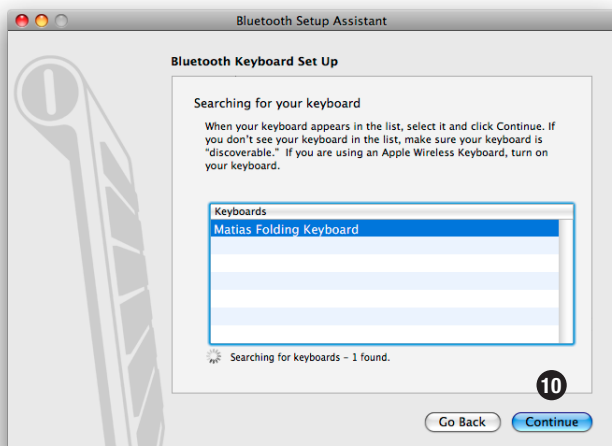 Bluetooth Setup Assistant
Bluetooth Keyboard Set Up
Searching for your keyboard
When your keyboard appears in the list, select it and click Continue. If
you don't see your keyboard in the list, make sure your keyboard is
"discoverable." If you are using an Apple Wireless Keyboard, turn on
your keyboard.
Keyboards
Matias Folding Keyboard
Searching for keyboards – 1 found.
10
Go Back Continue